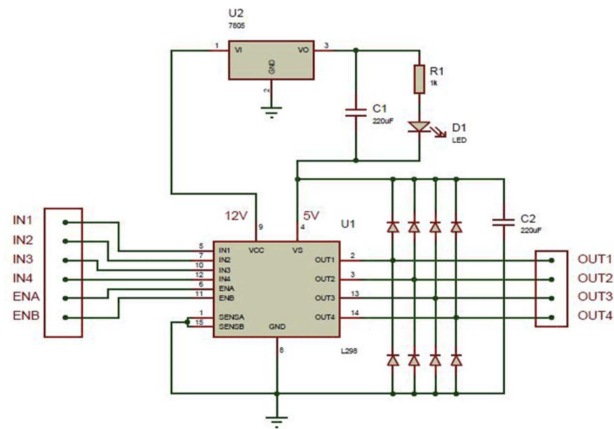 U2
7805
1
VI
VO
3
GND
2
R1
1k
C1
220uF
D1
LED
12V
5V
U1
9
4
IN1
IN2
IN3
IN4
ENA
ENB
5
7
10
12
6
11
1
15
VCC
VS
IN1
IN2
IN3
IN4
ENA
ENB
SENSA
SENSB
GND
8
OUT1
OUT2
OUT3
OUT4
2
3
13
14
L298
C2
220uF
OUT1
OUT2
OUT3
OUT4